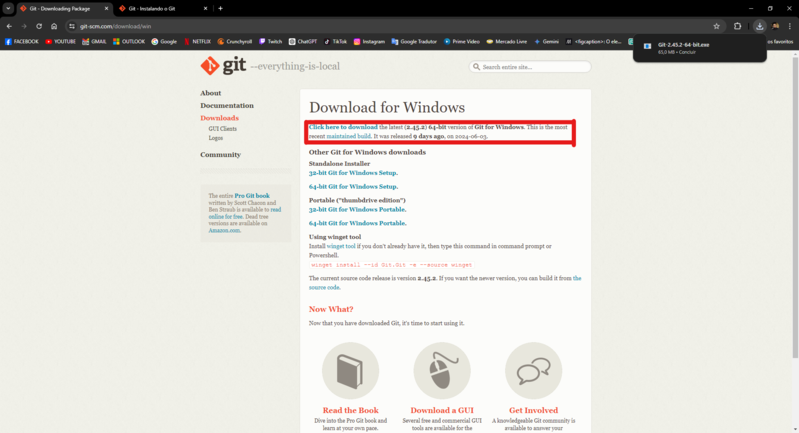 Git - Downloading Package
Git - Instalando o Git
git-scm.com/download/win
FACEBOOK
YOUTUBE
GMAIL
OUTLOOK
Google
NETFLIX
Crunchyroll
Twitch
ChatGPT
TikTok
Instagram
Google Tradutor
Prime Video
Mercado Livre
Gemini
<figcaption>: O ele...
os favoritos
Git-2.45.2-64-bit.exe
65,0 MB • Concluír
git --everything-is-local
Search entire site...
About
Documentation
Downloads
GUI Clients
Logos
Community
The entire Pro Git book
written by Scott Chacon and
Ben Straub is available to read
online for free. Dead tree
versions are available on
Amazon.com.
Download for Windows
Click here to download the latest (2.45.2) 64-bit version of Git for Windows. This is the most
recent maintained build. It was released 9 days ago, on 2024-06-03.
Other Git for Windows downloads
Standalone Installer
32-bit Git for Windows Setup.
64-bit Git for Windows Setup.
Portable ("thumbdrive edition")
32-bit Git for Windows Portable.
64-bit Git for Windows Portable.
Using winget tool
Install winget tool if you don't already have it, then type this command in command prompt or
Powershell.
winget install --id Git.Git -e --source winget
The current source code release is version 2.45.2. If you want the newer version, you can build it from the
source code.
Now What?
Now that you have downloaded Git, it's time to start using it.
Read the Book
Dive into the Pro Git book and
learn at your own pace.
Download a GUI
Several free and commercial GUI
tools are available for the
Get Involved
A knowledgeable Git community is
available to answer your